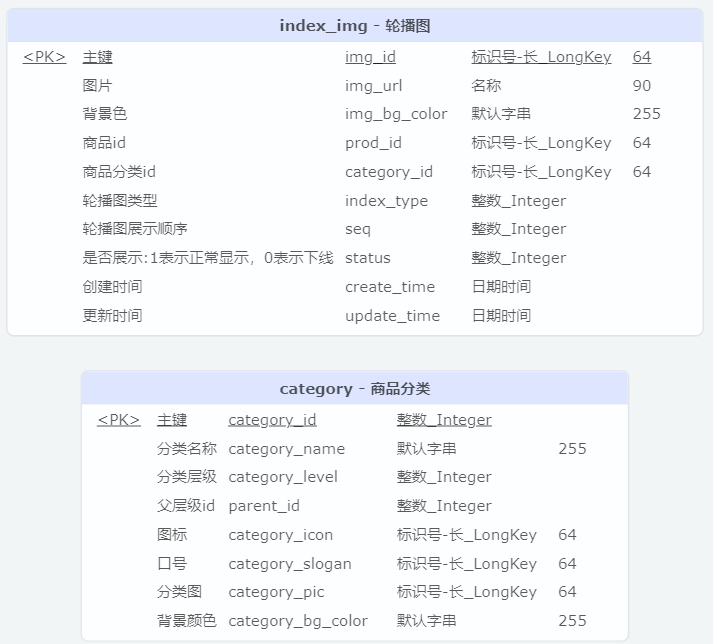 index_img - 轮播图
<PK> 主键 img_id 标识号-长_LongKey 64
图片 img_url 名称 90
背景色 img_bg_color 默认字串 255
商品id prod_id 标识号-长_LongKey 64
商品分类id category_id 标识号-长_LongKey 64
轮播图类型 index_type 整数_Integer
轮播图展示顺序 seq 整数_Integer
是否展示:1表示正常显示，0表示下线 status 整数_Integer
创建时间 create_time 日期时间
更新时间 update_time 日期时间
category - 商品分类
<PK> 主键 category_id 整数_Integer
分类名称 category_name 默认字串 255
分类层级 category_level 整数_Integer
父层级id parent_id 整数_Integer
图标 category_icon 标识号-长_LongKey 64
口号 category_slogan 标识号-长_LongKey 64
分类图 category_pic 标识号-长_LongKey 64
背景颜色 category_bg_color 默认字串 255